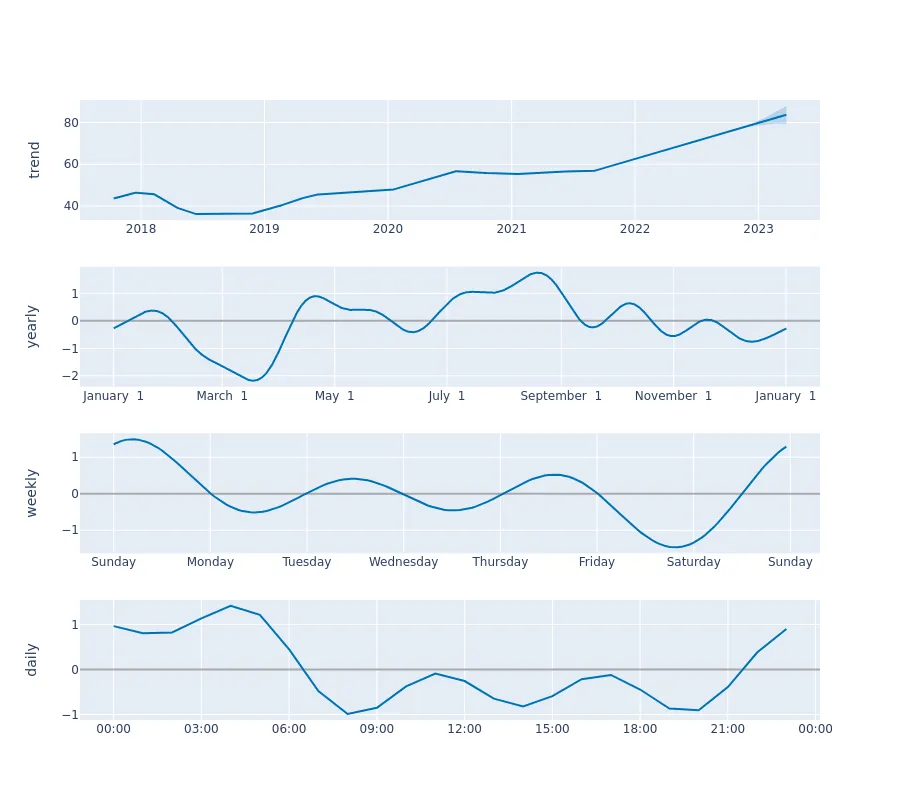 trend
80
60
40
2018 2019 2020 2021 2022 2023
yearly
1
0
−1
−2
January 1 March 1 May 1 July 1 September 1 November 1 January 1
weekly
1
0
−1
Sunday Monday Tuesday Wednesday Thursday Friday Saturday Sunday
daily
1
0
−1
00:00 03:00 06:00 09:00 12:00 15:00 18:00 21:00 00:00